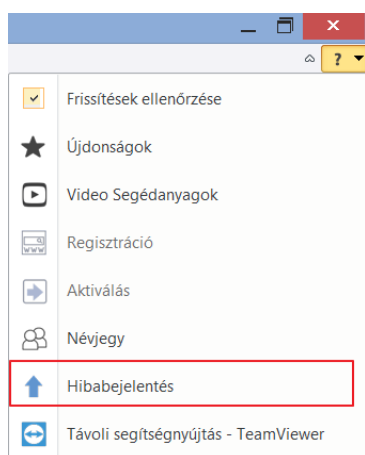 ?
Frissítések ellenőrzése
Újdonságok
Video Segédanyagok
Regisztráció
Aktiválás
Névjegy
Hibabejelentés
Távoli segítségnyújtás - TeamViewer